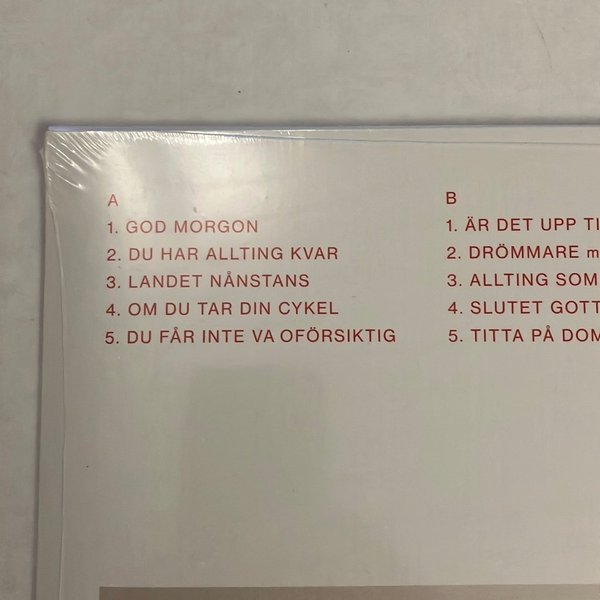 A
1. GOD MORGON
2. DU HAR ALLTING KVAR
3. LANDET NÅNSTANS
4. OM DU TAR DIN CYKEL
5. DU FÅR INTE VA OFÖRSIKTIG
B
1. ÄR DET UPP
2. DRÖMMARE
3. ALLTING SOM
4. SLUTET GOTT
5. TITTA PÅ DOM